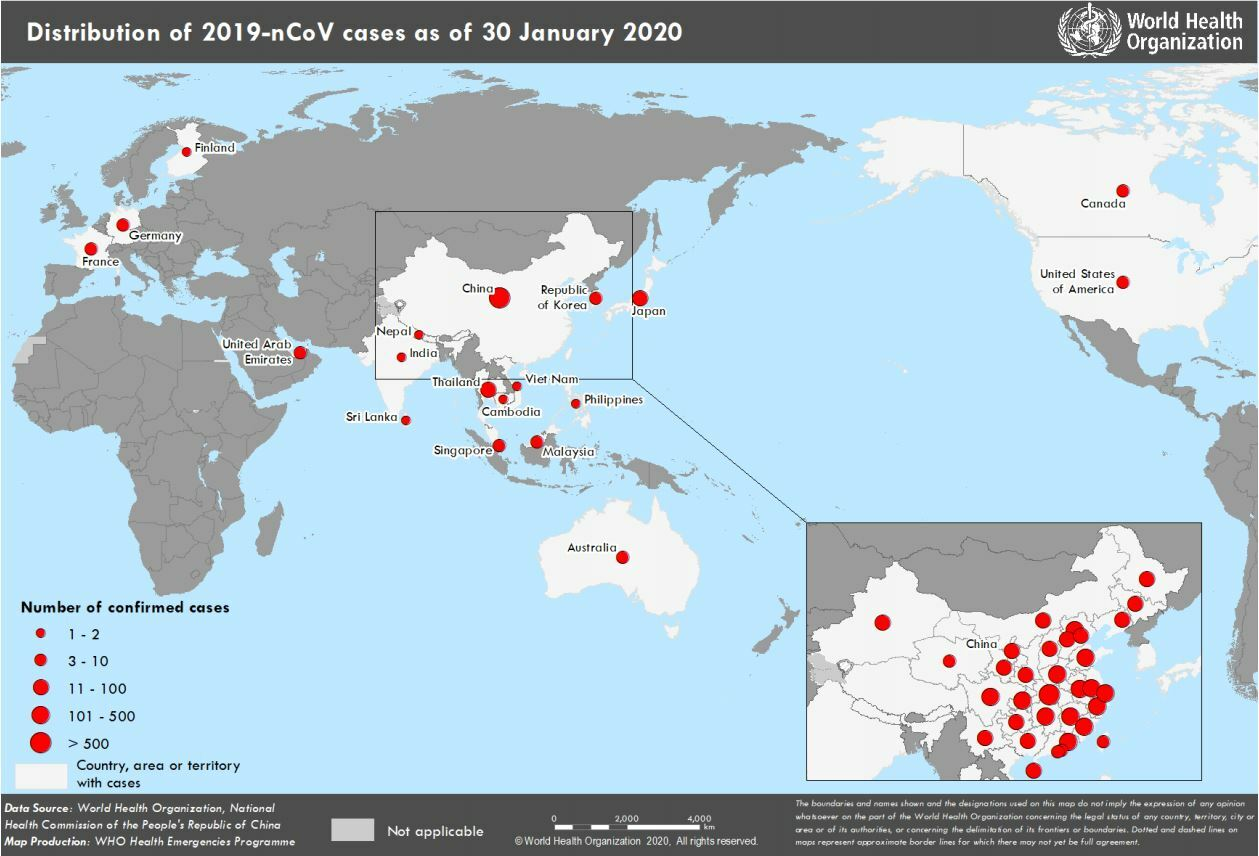 Distribution of 2019-nCoV cases as of 30 January 2020
World Health
Organization
Finland
Germany
France
Canada
United States
of America
China
Republic
of Korea
Japan
Nepal
India
United Arab
Emirates
Thailand
Viet Nam
Cambodia
Philippines
Sri Lanka
Singapore
Malaysia
Australia
China
Number of confirmed cases
1 - 2
3 - 10
11 - 100
101 - 500
> 500
Country, area or territory
with cases
Data Source: World Health Organization, National
Health Commission of the People's Republic of China
Map Production: WHO Health Emergencies Programme
Not applicable
0 2,000 4,000
km
© World Health Organization 2020, All rights reserved.
The boundaries and names shown and the designations used on this map do not imply the expression of any opinion
whatsoever on the part of the World Health Organization concerning the legal status of any country, territory, city or
area or of its authorities, or concerning the delimitation of its frontiers or boundaries. Dotted and dashed lines on
maps represent approximate border lines for which there may not yet be full agreement.